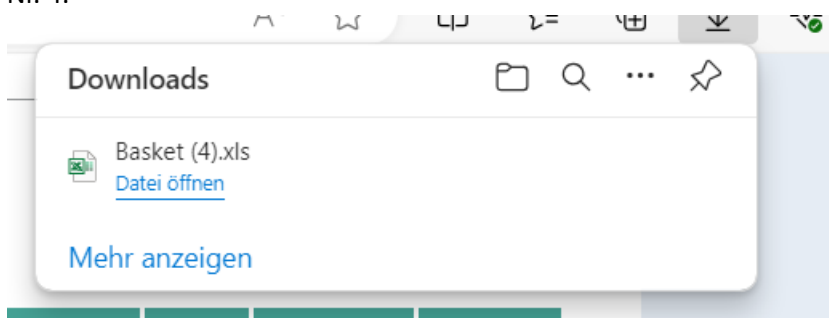 Downloads
Basket (4).xls
Datei öffnen
Mehr anzeigen